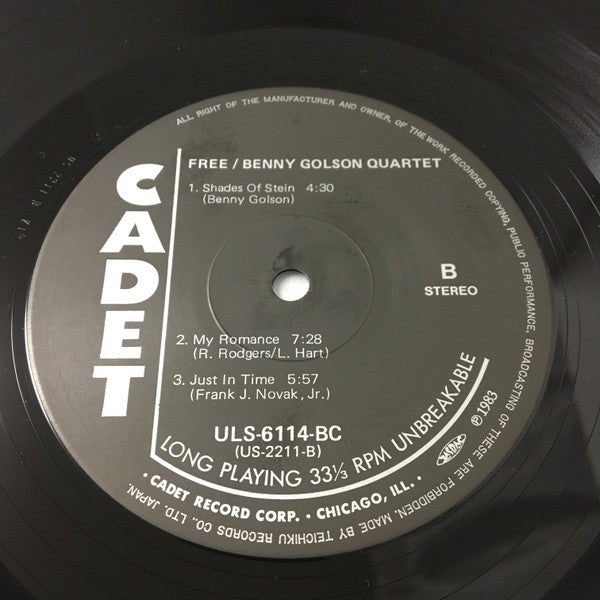 ALL RIGHT OF THE MANUFACTURER AND OWNER OF THE WORK RECORDED COPYING, PUBLIC PERFORMANCE, BROADCASTING OF THESE ARE FORBIDDEN. MADE BY TEICHIKU RECORDS CO., LTD. JAPAN.
CADET
FREE / BENNY GOLSON QUARTET
1. Shades Of Stein 4:30
(Benny Golson)
B
STEREO
2. My Romance 7:28
(R. Rodgers/L. Hart)
3. Just In Time 5:57
(Frank J. Novak, Jr.)
℗1983
ULS-6114-BC
(US-2211-B)
LONG PLAYING 33⅓ RPM UNBREAKABLE
• CADET RECORD CORP. • CHICAGO, ILL. •